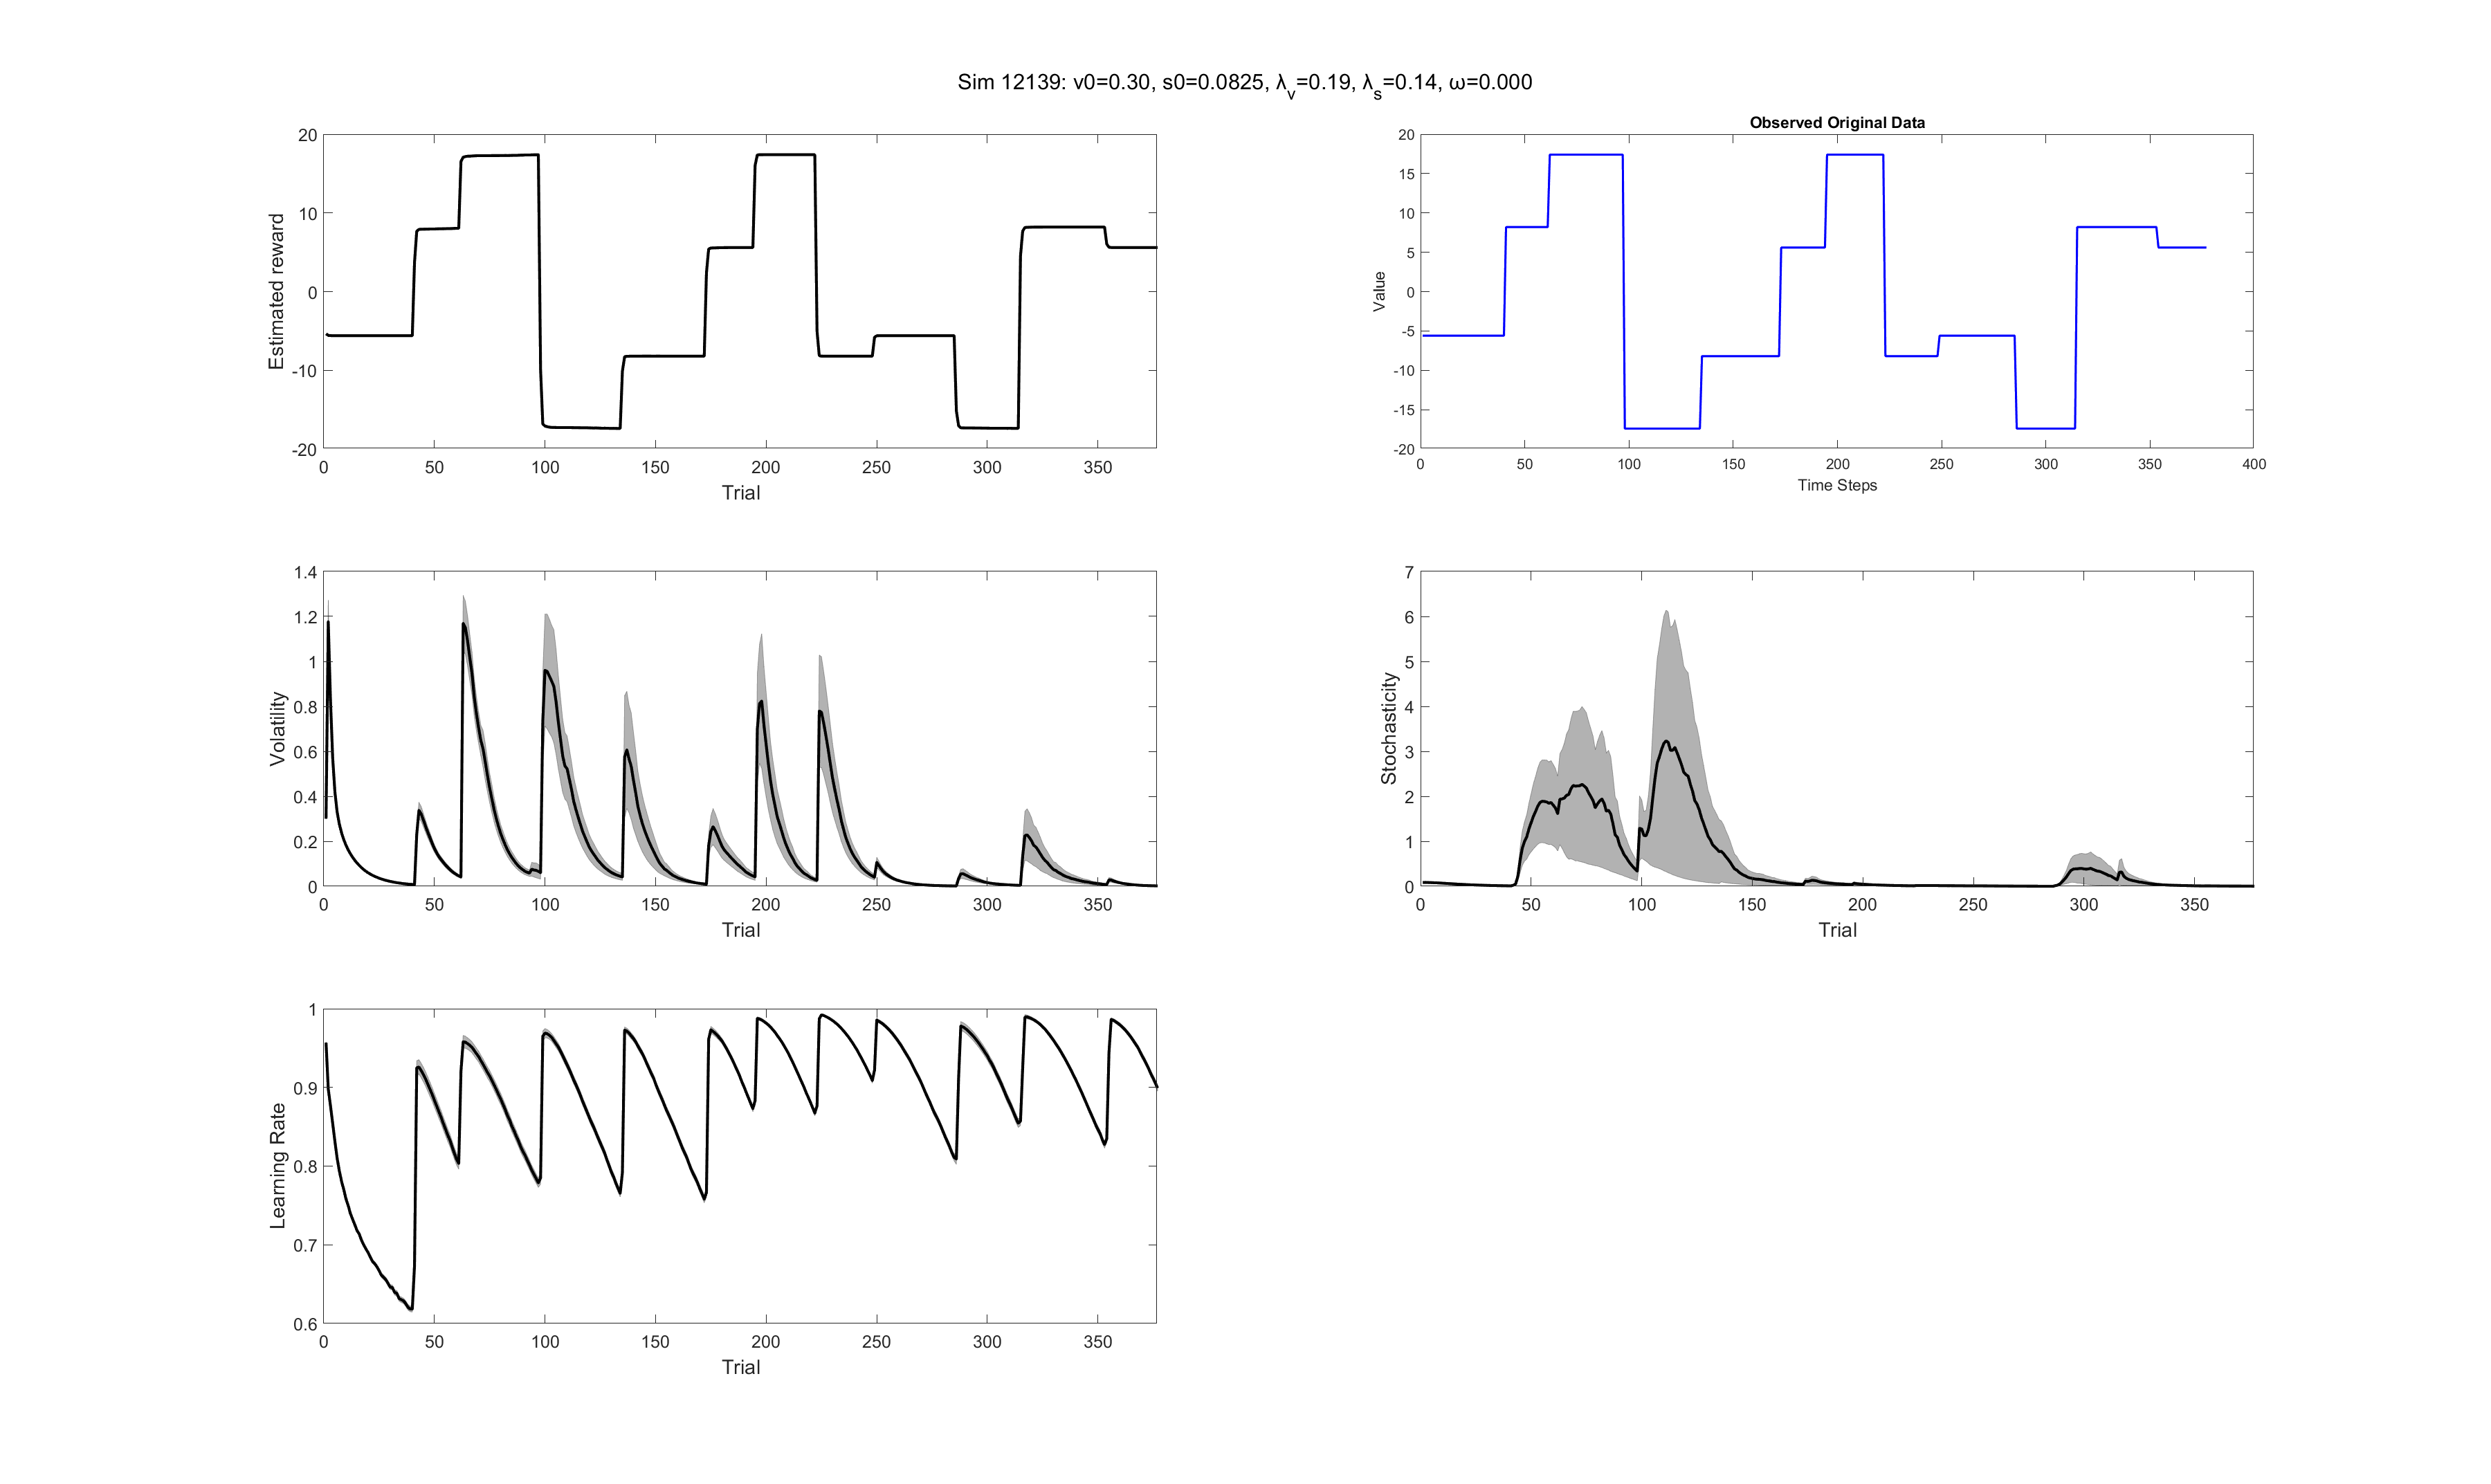 Sim 12139: v0=0.30, s0=0.0825, λv=0.19, λs=0.14, ω=0.000
20
10
0
-10
-20
Estimated reward
0 50 100 150 200 250 300 350
Trial
Observed Original Data
20
15
10
5
0
-5
-10
-15
-20
Value
0 50 100 150 200 250 300 350 400
Time Steps
1.4
1.2
1
0.8
0.6
0.4
0.2
0
Volatility
0 50 100 150 200 250 300 350
Trial
7
6
5
4
3
2
1
0
Stochasticity
0 50 100 150 200 250 300 350
Trial
1
0.9
0.8
0.7
0.6
Learning Rate
0 50 100 150 200 250 300 350
Trial